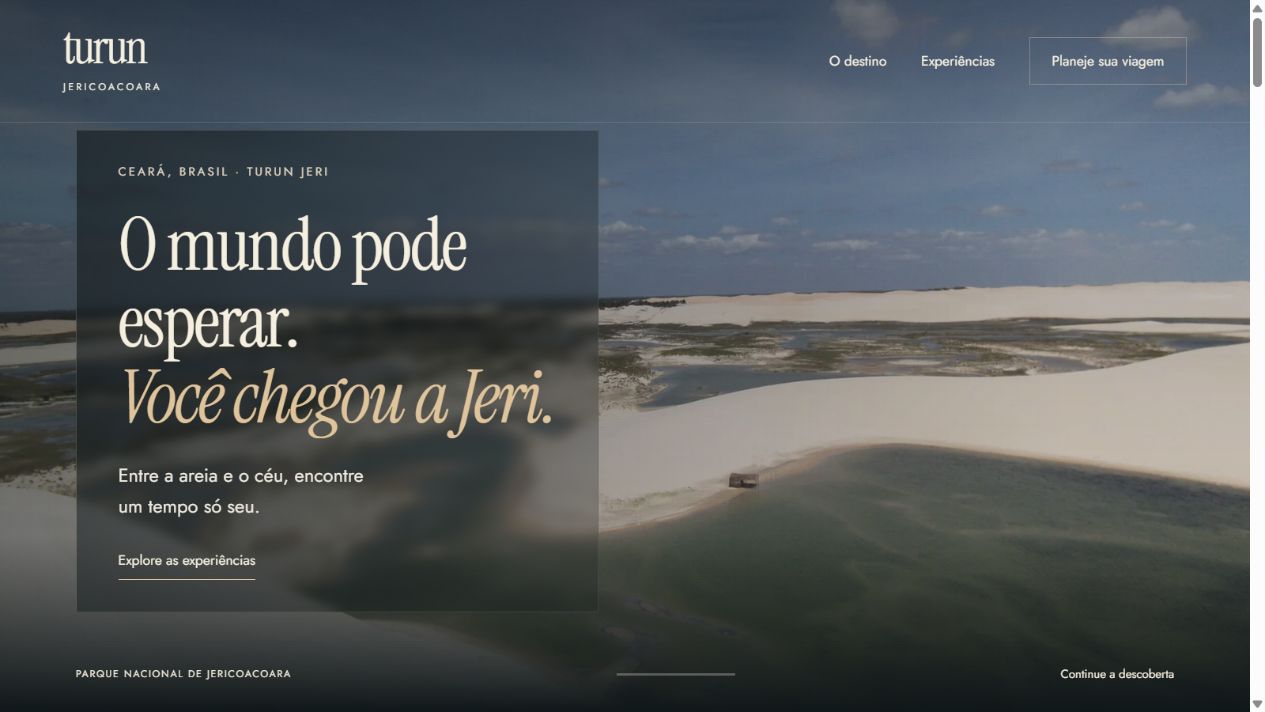 turun
JERICOACOARA
O destino
Experiências
Planeje sua viagem
CEARÁ, BRASIL · TURUN JERI
O mundo pode
esperar.
Você chegou a Jeri.
Entre a areia e o céu, encontre
um tempo só seu.
Explore as experiências
PARQUE NACIONAL DE JERICOACOARA
Continue a descoberta